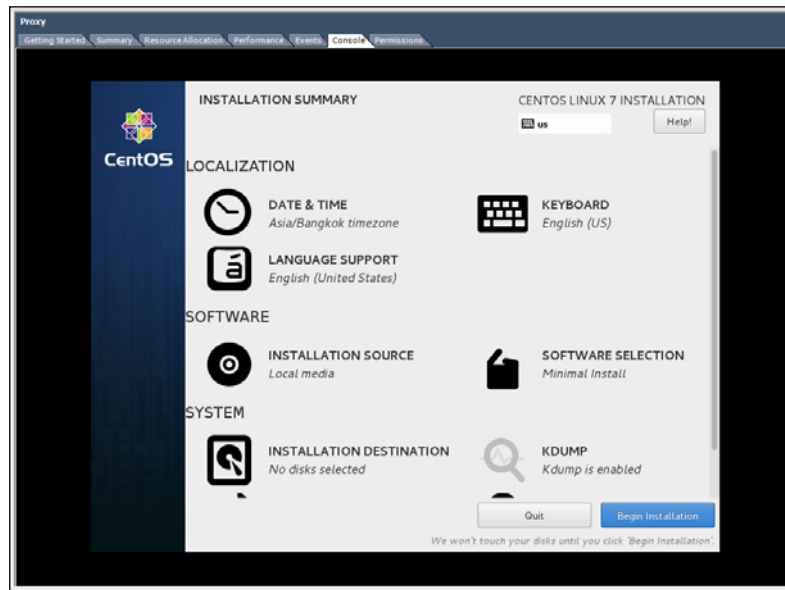 Proxy
Getting Started Summary Resource Allocation Performance Events Console Permissions
INSTALLATION SUMMARY
CENTOS LINUX 7 INSTALLATION
us
Help!
CentOS
LOCALIZATION
DATE & TIME
Asia/Bangkok timezone
KEYBOARD
English (US)
LANGUAGE SUPPORT
English (United States)
SOFTWARE
INSTALLATION SOURCE
Local media
SOFTWARE SELECTION
Minimal Install
SYSTEM
INSTALLATION DESTINATION
No disks selected
KDUMP
Kdump is enabled
Quit
Begin Installation
We won't touch your disks until you click 'Begin Installation'.